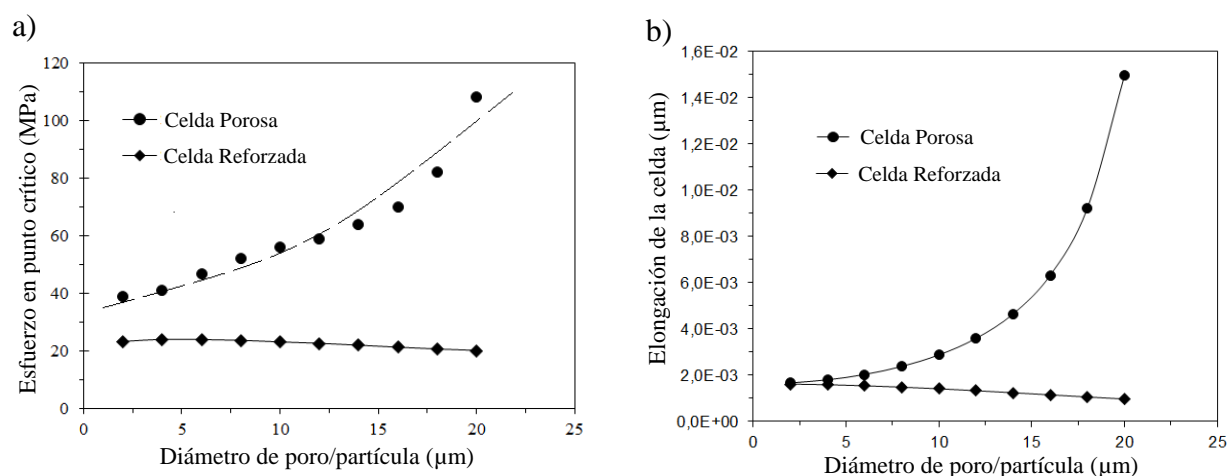 a)
Esfuerzo en punto crítico (MPa)
120
100
80
60
40
20
0
Celda Porosa
Celda Reforzada
0 5 10 15 20 25
Diámetro de poro/partícula (µm)
b)
Elongación de la celda (µm)
1,6E-02
1,4E-02
1,2E-02
1,0E-02
8,0E-03
6,0E-03
4,0E-03
2,0E-03
0,0E+00
Celda Porosa
Celda Reforzada
0 5 10 15 20 25
Diámetro de poro/partícula (µm)